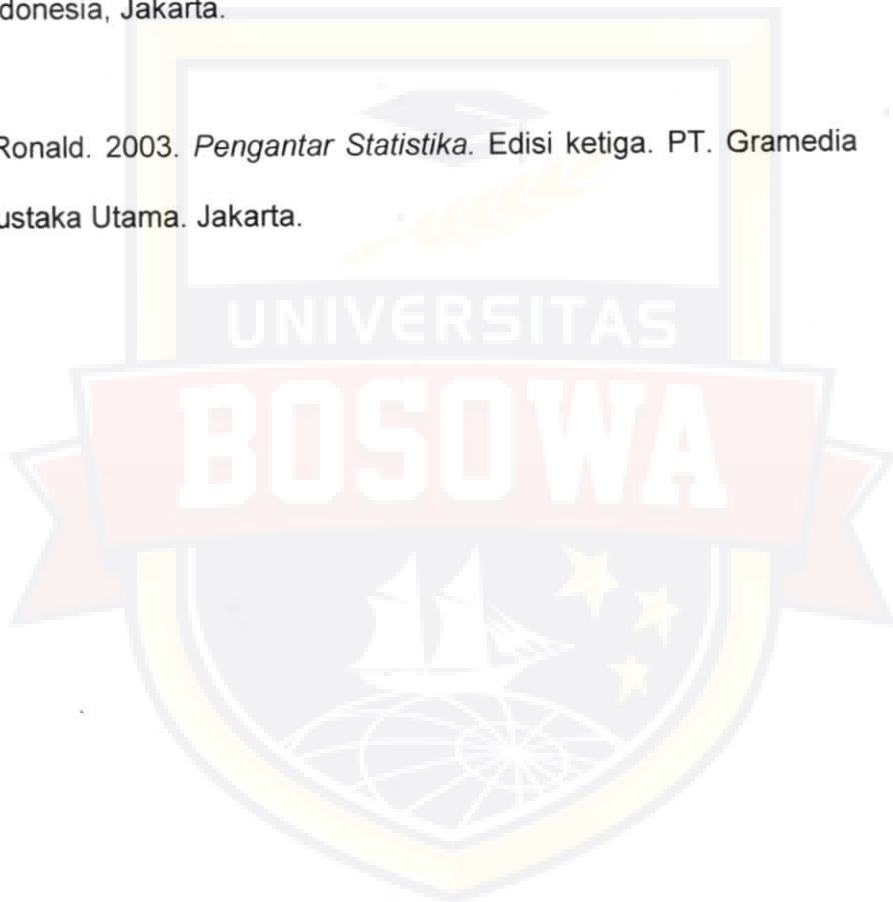 donesia, Jakarta.
Ronald. 2003. Pengantar Statistika. Edisi ketiga. PT. Gramedia
ustaka Utama. Jakarta.
UNIVERSITAS
BOSOWA